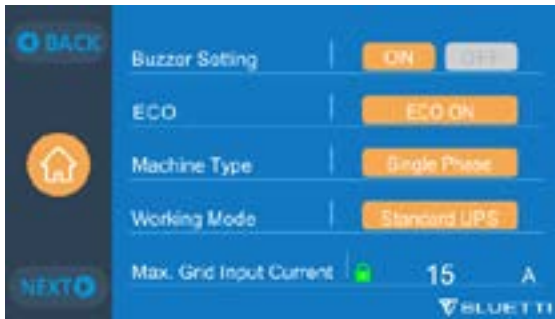 BACK
Buzzer Setting ON OFF
ECO ECO ON
Machine Type Single Phase
Working Mode Standard UPS
Max. Grid Input Current 15 A
NEXT
BLUETTI